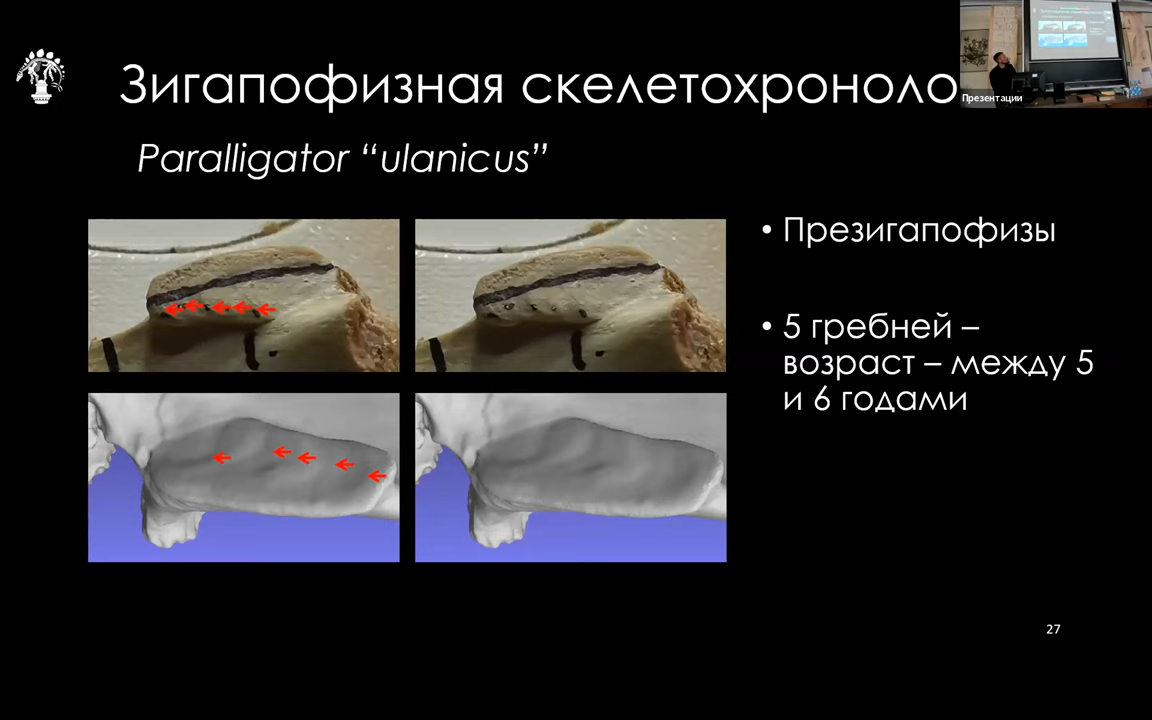 Зигапофизная скелетохроноло
Презентации
Paralligator “ulanicus”
• Презигапофизы
• 5 гребней –
возраст – между 5
и 6 годами
27